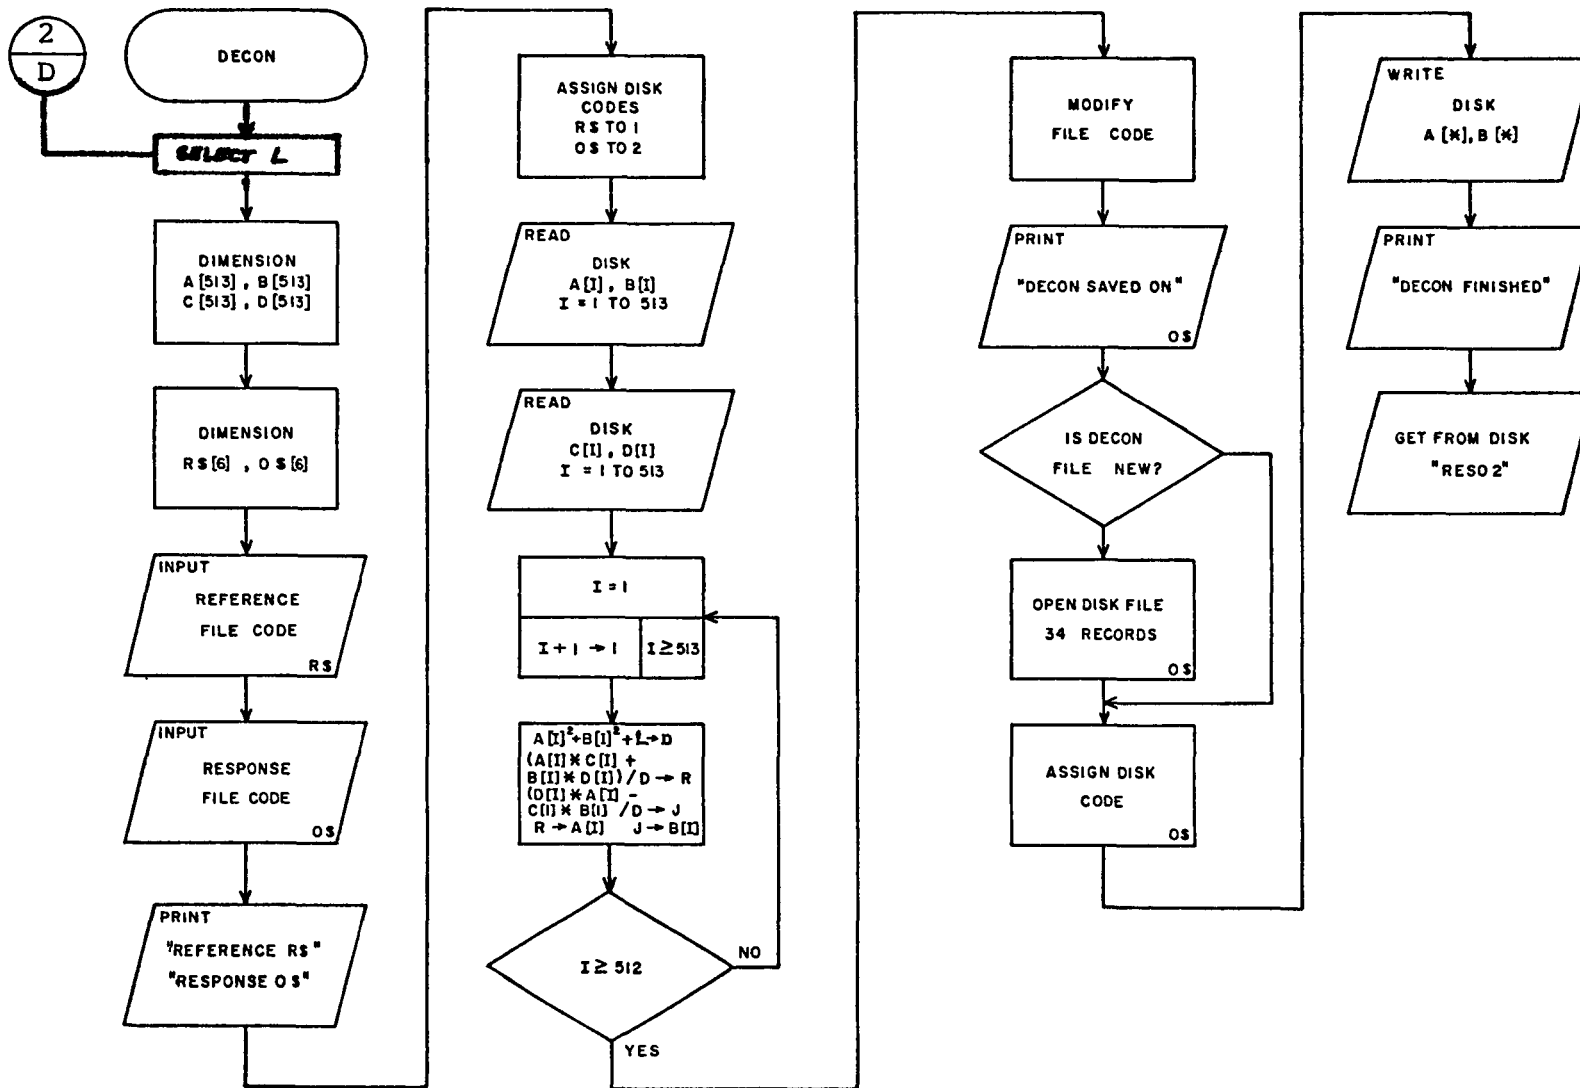 2
D
DECON
SELECT L
DIMENSION
A[513], B[513]
C[513], D[513]
DIMENSION
R$[6], O$[6]
INPUT
REFERENCE
FILE CODE
R$
INPUT
RESPONSE
FILE CODE
O$
PRINT
"REFERENCE R$"
"RESPONSE O$"
ASSIGN DISK
CODES
R$ TO 1
O$ TO 2
READ
DISK
A[I], B[I]
I = 1 TO 513
READ
DISK
C[I], D[I]
I = 1 TO 513
I = 1
I + 1 → 1
I ≥ 513
A[I]²+B[I]²+L→D
(A[I]*C[I] +
B[I]*D[I])/D → R
(D[I]*A[I] -
C[I]*B[I] /D → J
R → A[I] J → B[I]
I ≥ 512
NO
YES
MODIFY
FILE CODE
PRINT
"DECON SAVED ON"
O$
IS DECON
FILE NEW?
OPEN DISK FILE
34 RECORDS
O$
ASSIGN DISK
CODE
O$
WRITE
DISK
A[*], B[*]
PRINT
"DECON FINISHED"
GET FROM DISK
"RESO 2"